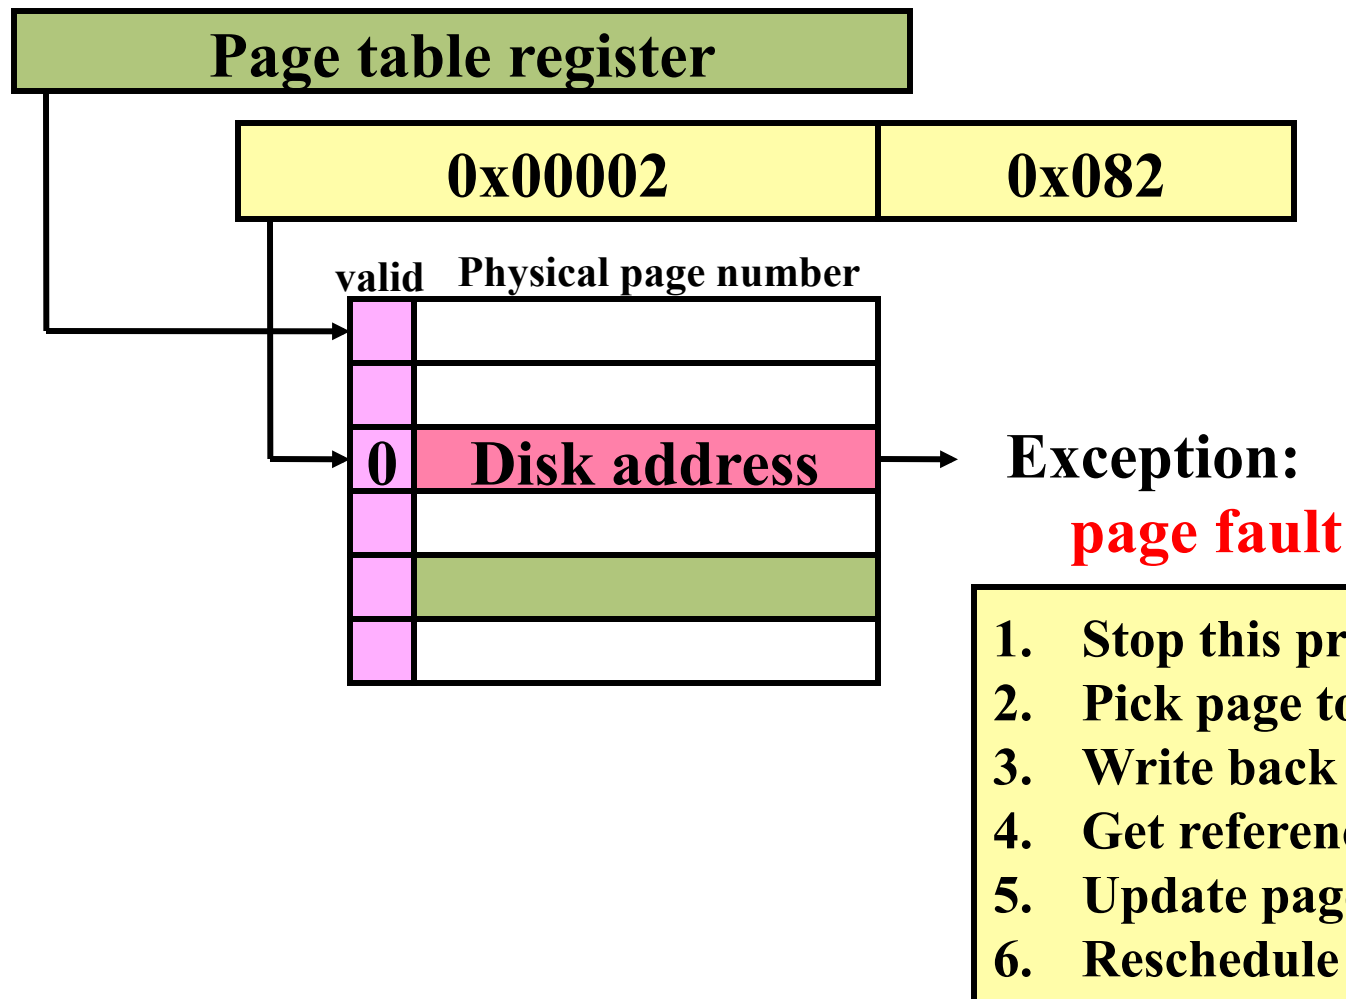 Page table register
0x00002 0x082
valid Physical page number
0 Disk address
Exception:
page fault
1. Stop this
2. Pick page
3. Write back
4. Get
5. Update
6. Reschedule